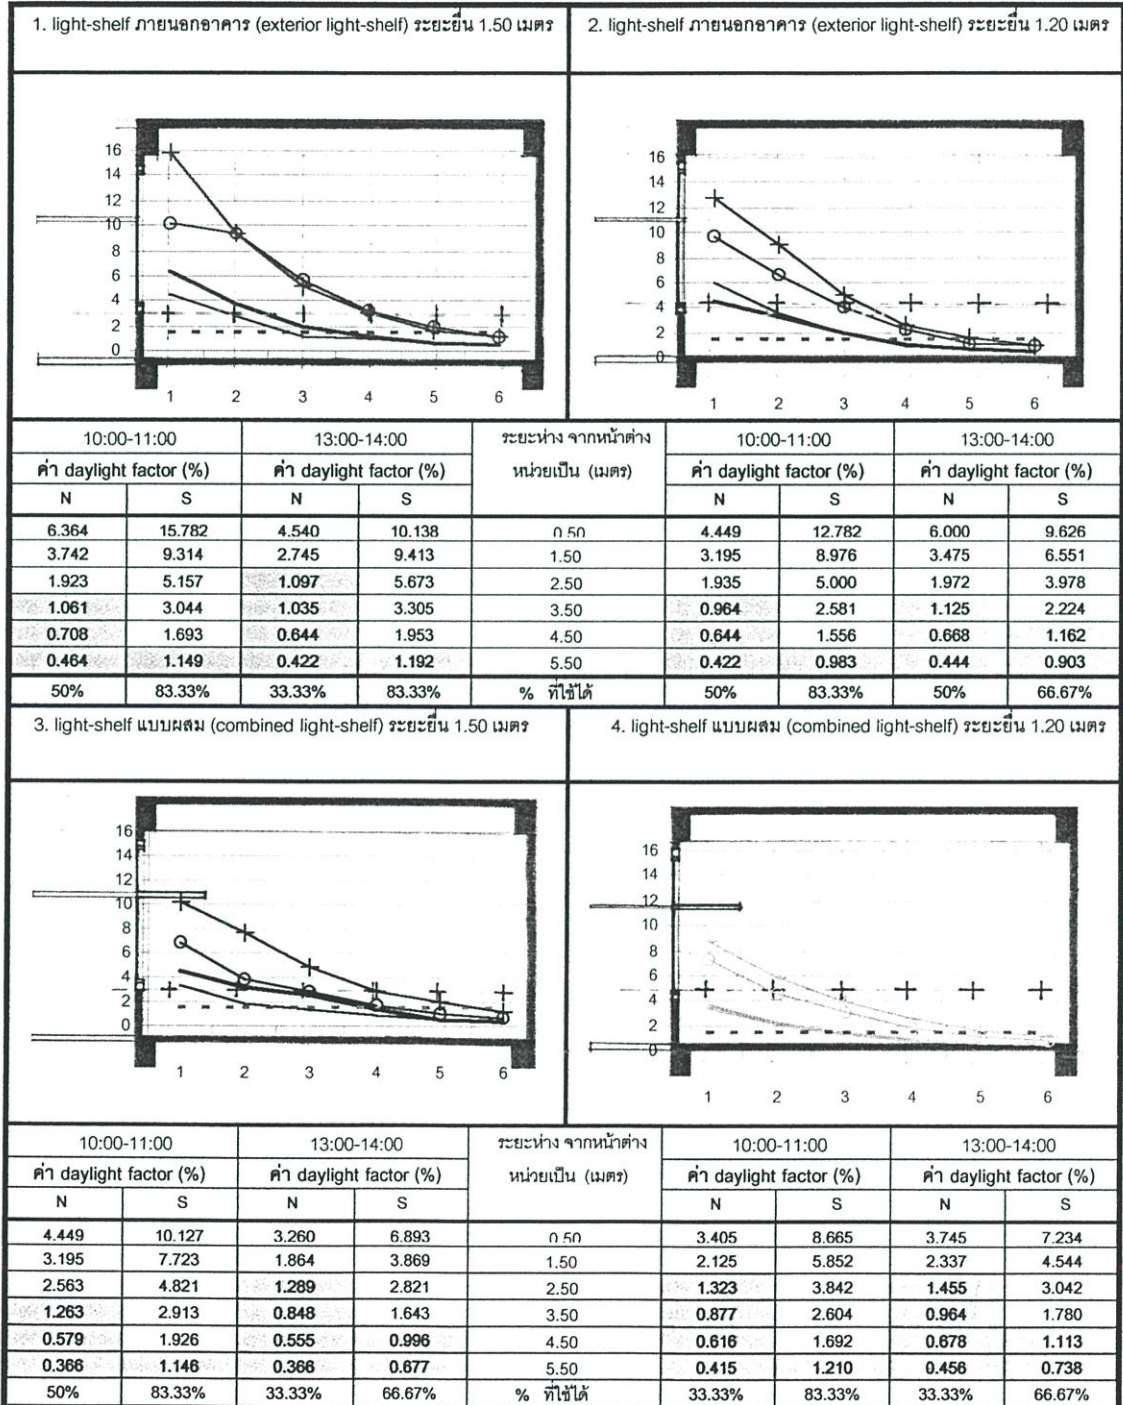 1. light-shelf ภายนอกอาคาร (exterior light-shelf) ระยะยื่น 1.50 เมตร
2. light-shelf ภายนอกอาคาร (exterior light-shelf) ระยะยื่น 1.20 เมตร
16
14
12
10
8
6
4
2
0
1 2 3 4 5 6
16
14
12
10
8
6
4
2
0
1 2 3 4 5 6
10:00-11:00 13:00-14:00 ระยะห่าง จากหน้าต่าง 10:00-11:00 13:00-14:00
ค่า daylight factor (%) ค่า daylight factor (%) หน่วยเป็น (เมตร) ค่า daylight factor (%) ค่า daylight factor (%)
N S N S N S N S
6.364 15.782 4.540 10.138 0.50 4.449 12.782 6.000 9.626
3.742 9.314 2.745 9.413 1.50 3.195 8.976 3.475 6.551
1.923 5.157 1.097 5.673 2.50 1.935 5.000 1.972 3.978
1.061 3.044 1.035 3.305 3.50 0.964 2.581 1.125 2.224
0.708 1.693 0.644 1.953 4.50 0.644 1.556 0.668 1.162
0.464 1.149 0.422 1.192 5.50 0.422 0.983 0.444 0.903
50% 83.33% 33.33% 83.33% % ที่ใช้ได้ 50% 83.33% 50% 66.67%
3. light-shelf แบบผสม (combined light-shelf) ระยะยื่น 1.50 เมตร
4. light-shelf แบบผสม (combined light-shelf) ระยะยื่น 1.20 เมตร
16
14
12
10
8
6
4
2
0
1 2 3 4 5 6
16
14
12
10
8
6
4
2
0
1 2 3 4 5 6
10:00-11:00 13:00-14:00 ระยะห่าง จากหน้าต่าง 10:00-11:00 13:00-14:00
ค่า daylight factor (%) ค่า daylight factor (%) หน่วยเป็น (เมตร) ค่า daylight factor (%) ค่า daylight factor (%)
N S N S N S N S
4.449 10.127 3.260 6.893 0.50 3.405 8.665 3.745 7.234
3.195 7.723 1.864 3.869 1.50 2.125 5.852 2.337 4.544
2.563 4.821 1.289 2.821 2.50 1.323 3.842 1.455 3.042
1.263 2.913 0.848 1.643 3.50 0.877 2.604 0.964 1.780
0.579 1.926 0.555 0.996 4.50 0.616 1.692 0.678 1.113
0.366 1.146 0.366 0.677 5.50 0.415 1.210 0.456 0.738
50% 83.33% 33.33% 66.67% % ที่ใช้ได้ 33.33% 83.33% 33.33% 66.67%